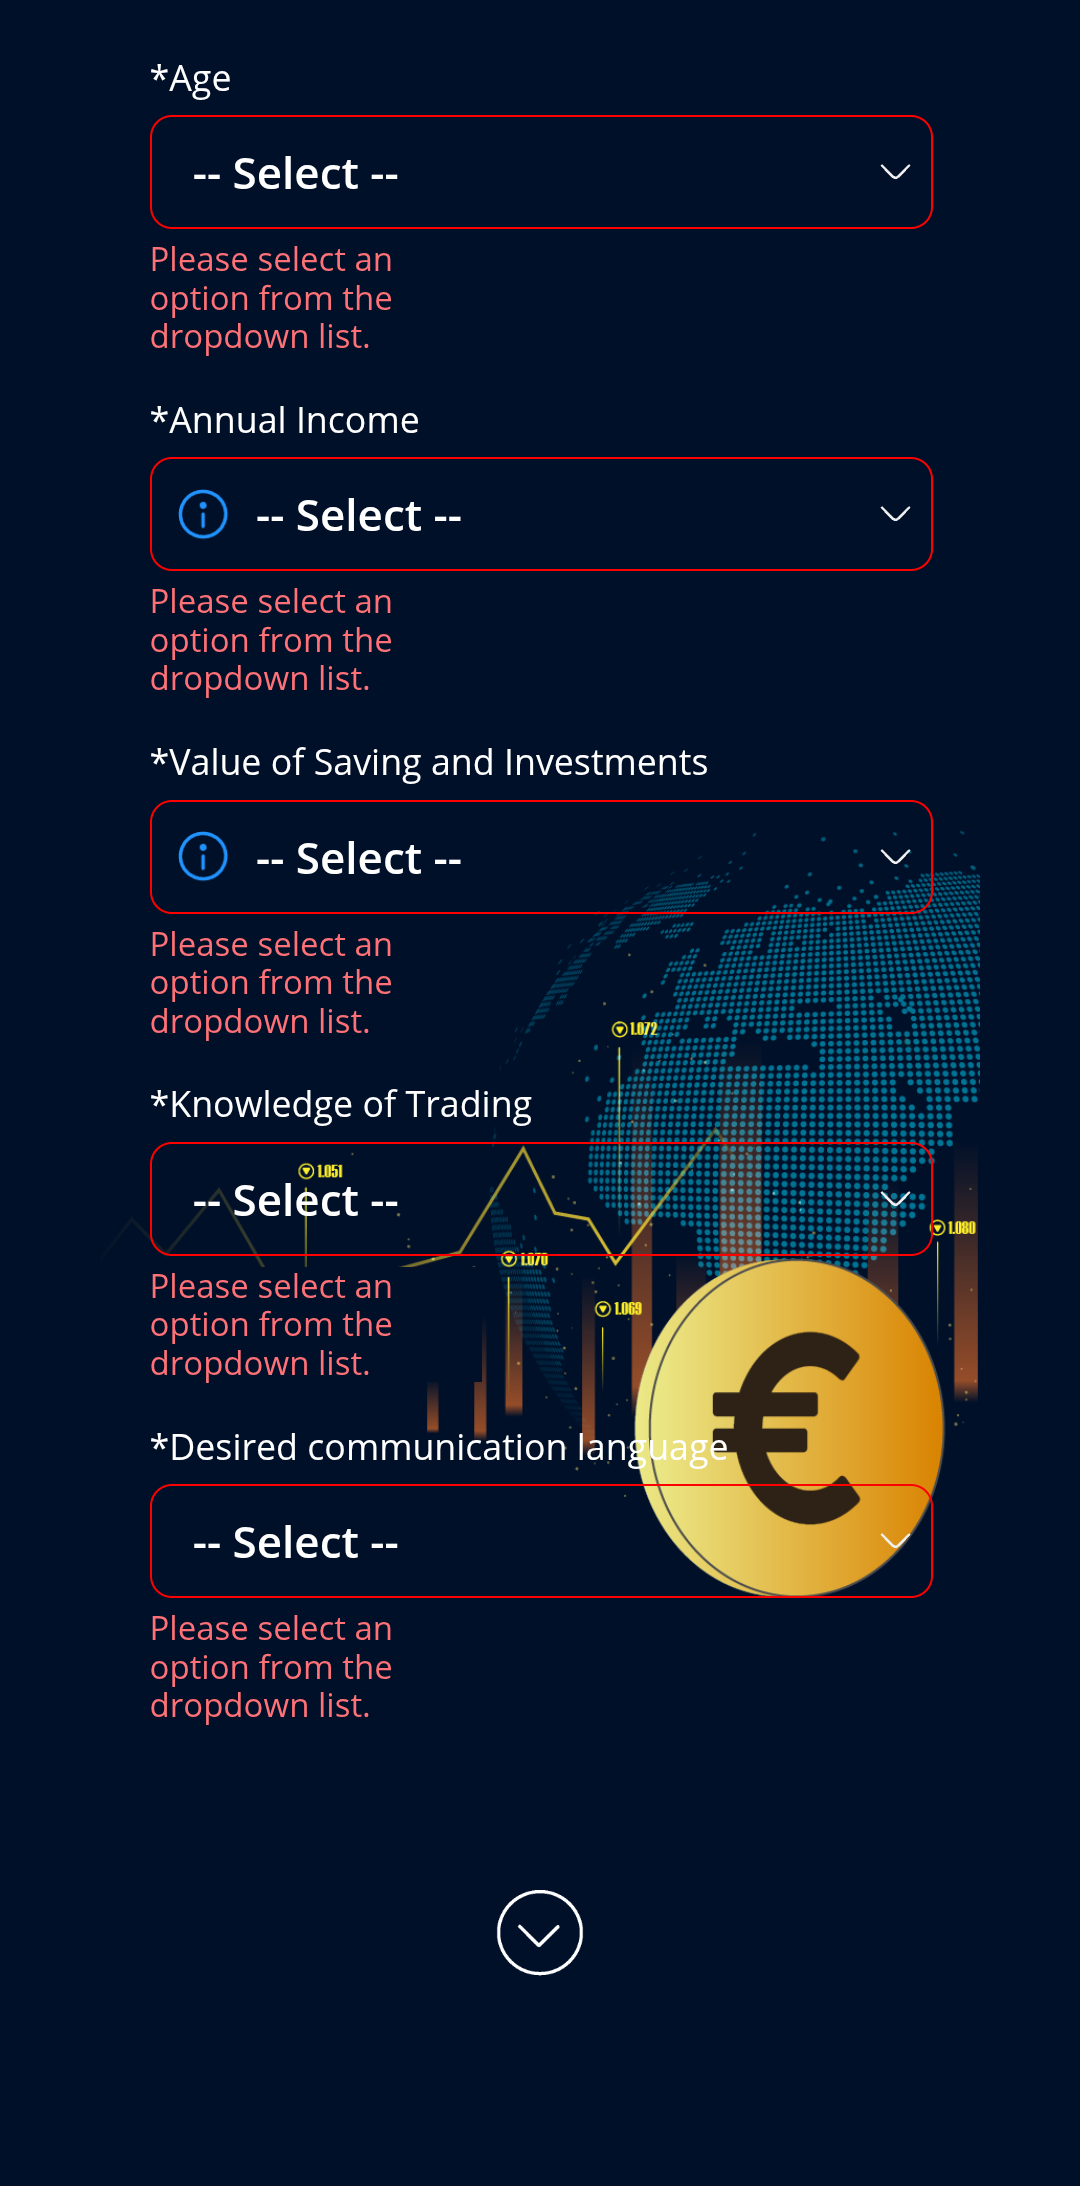 *Age
-- Select --
Please select an
option from the
dropdown list.
*Annual Income
-- Select --
Please select an
option from the
dropdown list.
*Value of Saving and Investments
-- Select --
Please select an
option from the
dropdown list.
1.072
*Knowledge of Trading
1.051
-- Select --
1.080
1.070
Please select an
option from the
dropdown list.
1.069
€
*Desired communication language
-- Select --
Please select an
option from the
dropdown list.